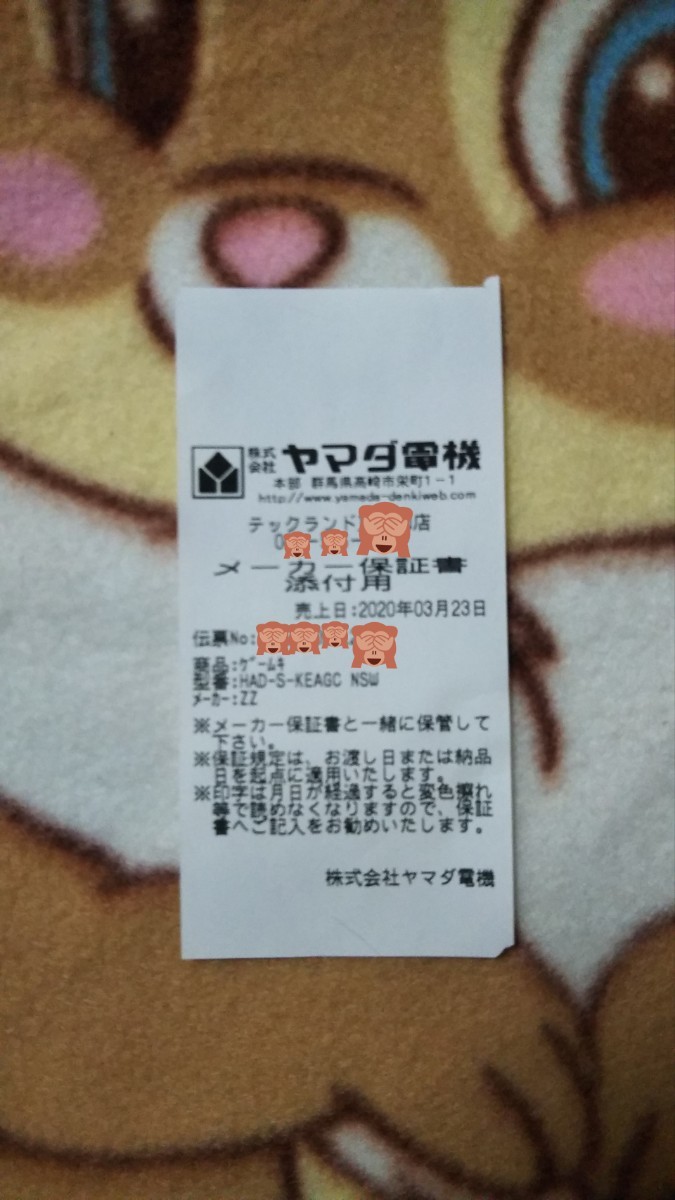 株式会社 ヤマダ電機
本部 群馬県高崎市栄町1-1
http://www.yamada-denkiweb.com
テックランド 店
メーカー保証書
添付用
売上日:2020年03月23日
伝票No:
商品:ｹﾞｰﾑｷ
型番:HAD-S-KEAGC NSW
ﾒｰｶｰ:ZZ
※メーカー保証書と一緒に保管して
下さい。
※保証規定は、お渡し日または納品
日を起点に適用いたします。
※印字は月日が経過すると変色擦れ
等で読めなくなりますので、保証
書へご記入をお勧めいたします。
株式会社ヤマダ電機